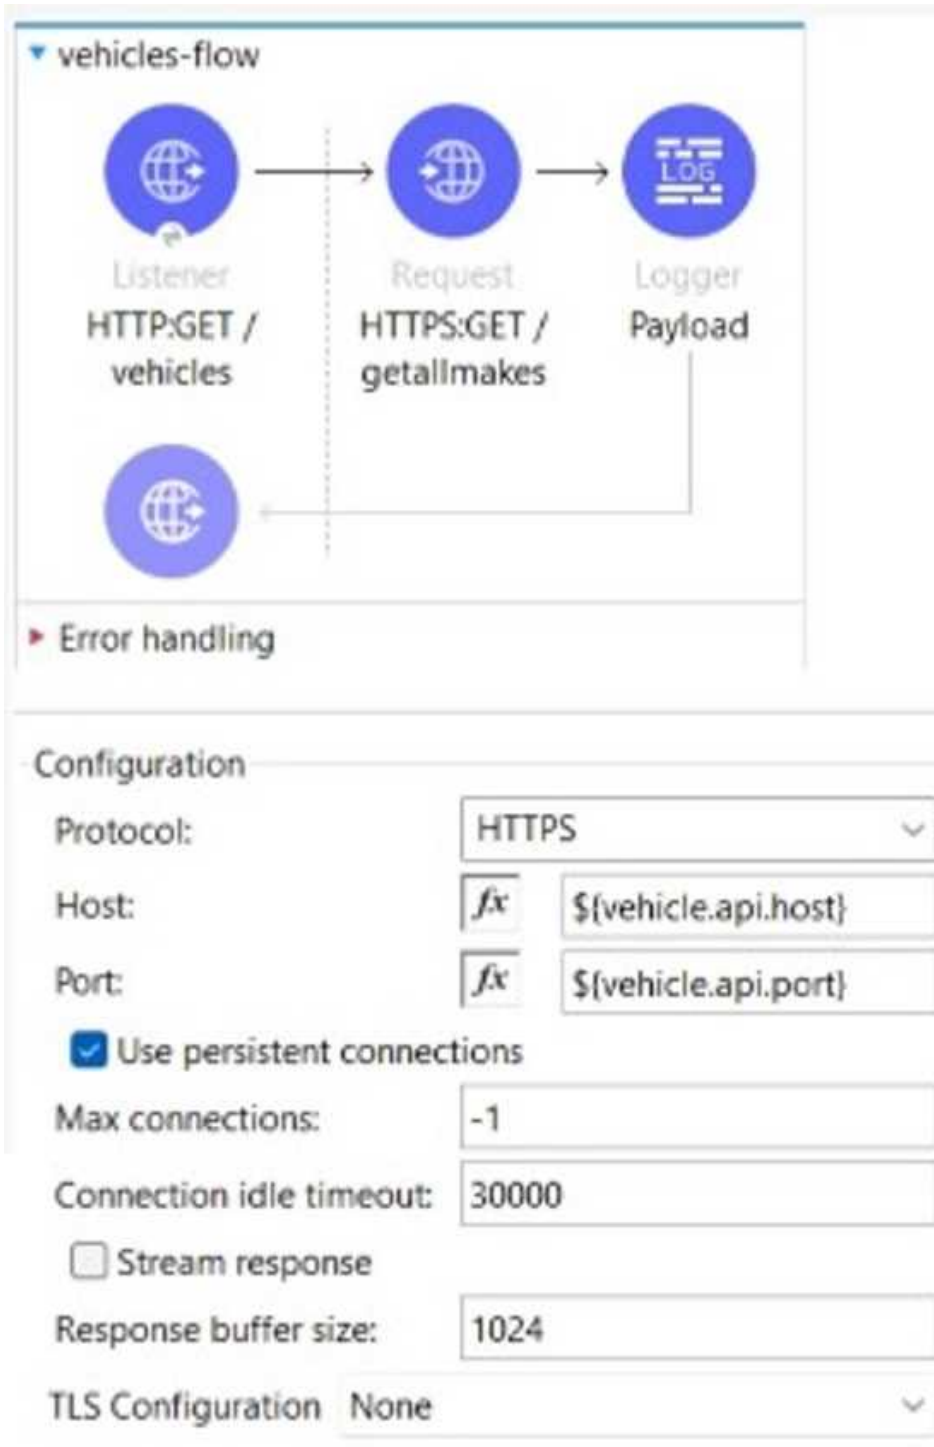 vehicles-flow
LOG
Listener
Request
Logger
HTTP:GET /
vehicles
HTTPS:GET /
getallmakes
Payload
Error handling
Configuration
Protocol:
HTTPS
Host:
fx
${vehicle.api.host}
Port:
fx
${vehicle.api.port}
Use persistent connections
Max connections:
-1
Connection idle timeout:
30000
Stream response
Response buffer size:
1024
TLS Configuration
None